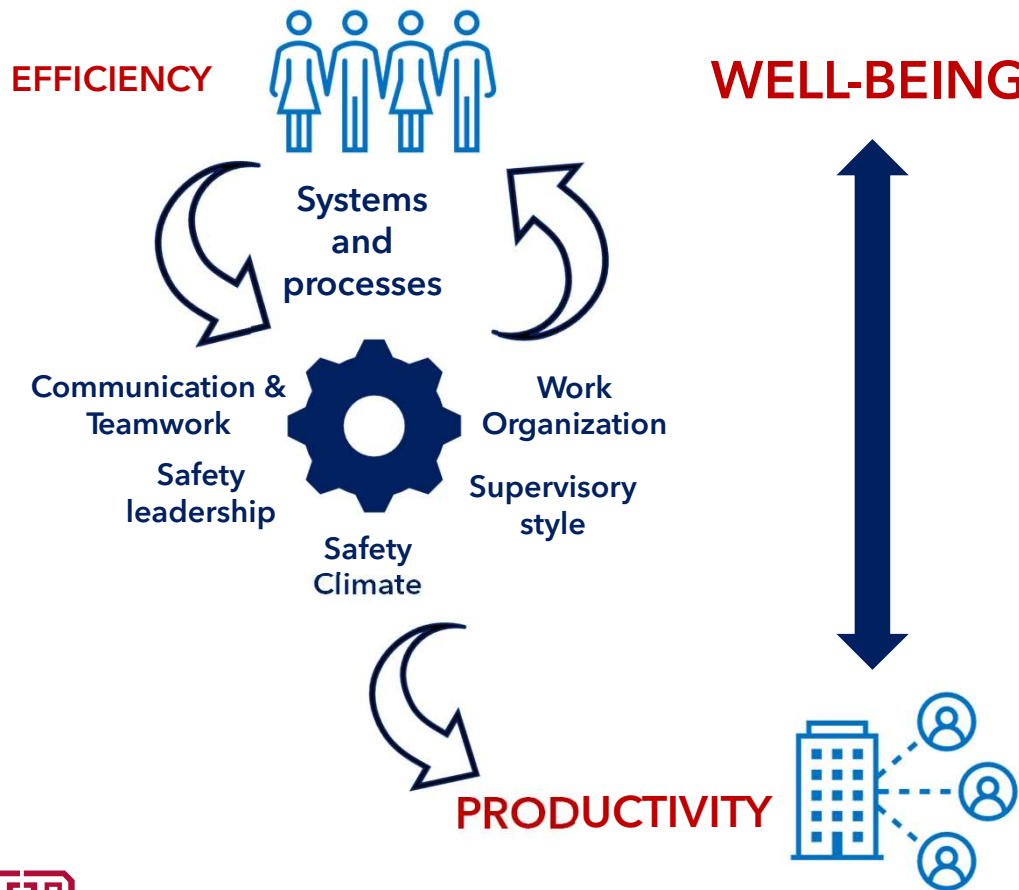 EFFICIENCY
WELL-BEING
Systems
and
processes
Communication &
Teamwork
Work
Organization
Safety
leadership
Supervisory
style
Safety
Climate
PRODUCTIVITY